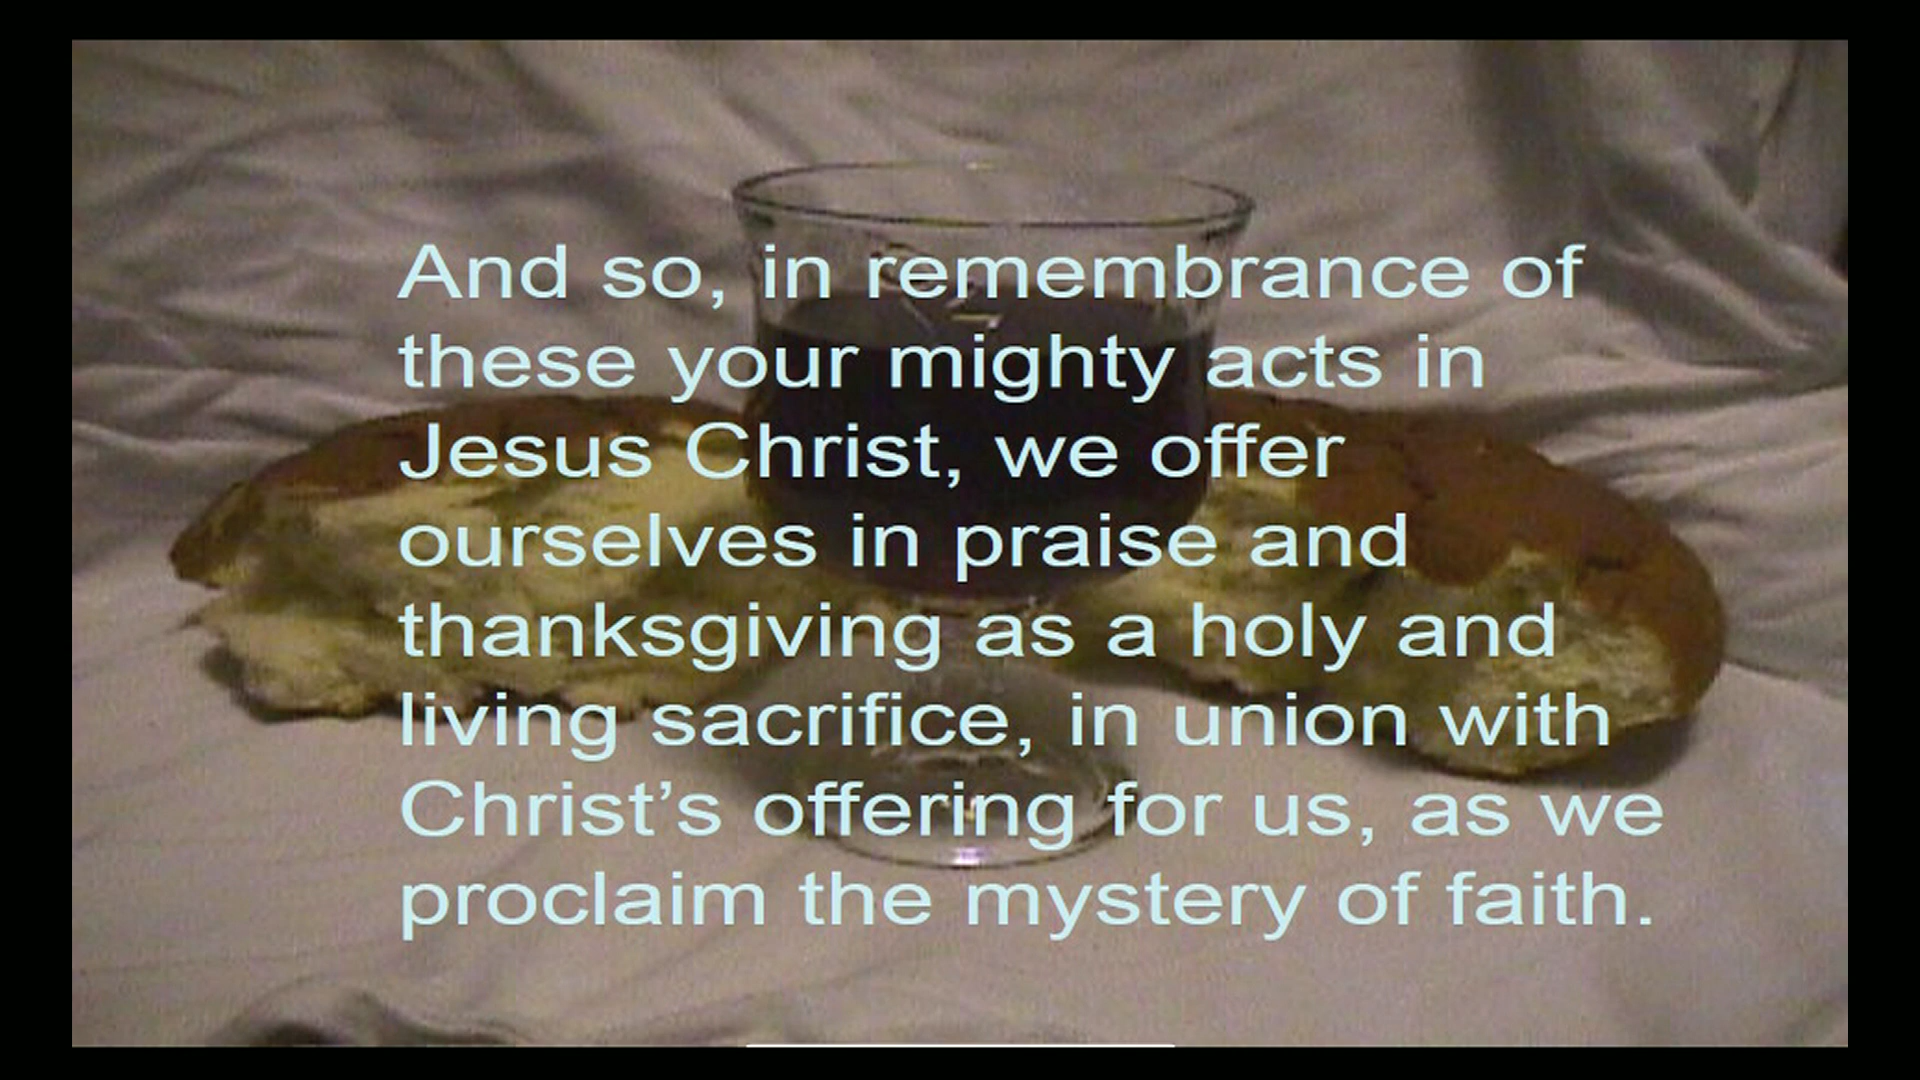 And so, in remembrance of
these your mighty acts in
Jesus Christ, we offer
ourselves in praise and
thanksgiving as a holy and
living sacrifice, in union with
Christ’s offering for us, as we
proclaim the mystery of faith.